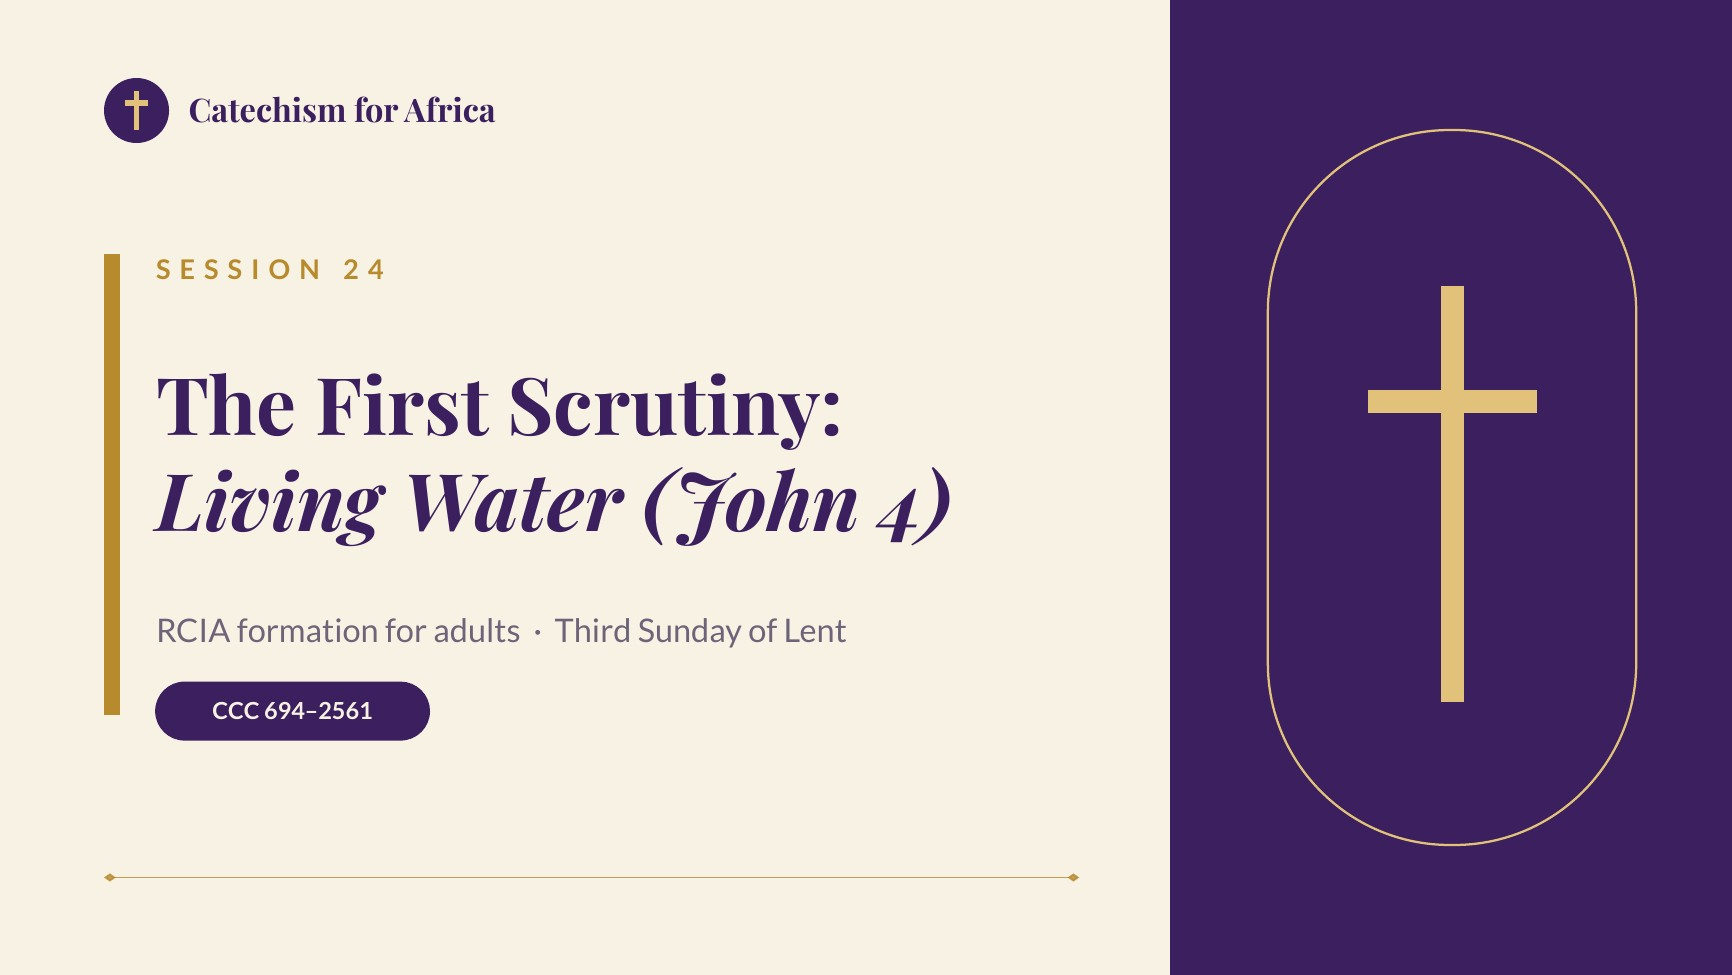 Catechism for Africa
SESSION 24
The First Scrutiny:
Living Water (John 4)
RCIA formation for adults · Third Sunday of Lent
CCC 694–2561